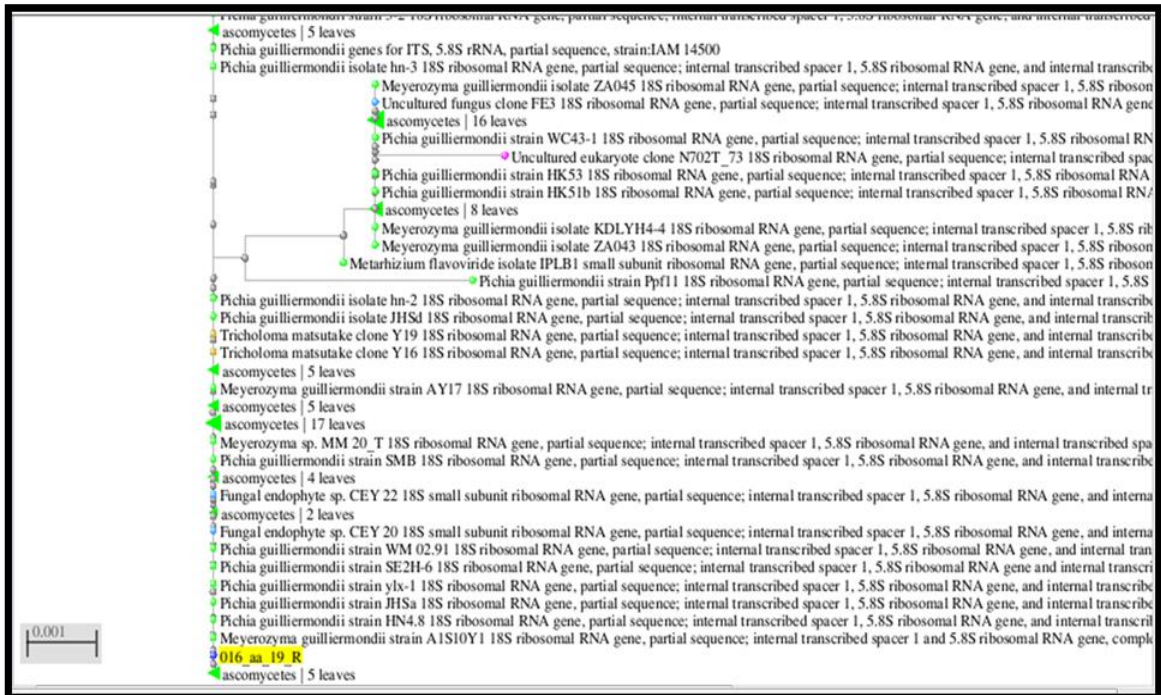 Pichia guilliermondii strain 3-2 18S ribosomal RNA gene, partial sequence; internal transcribed spacer 1, 5.8S ribosomal RNA gene, and internal transcribed
ascomycetes | 5 leaves
Pichia guilliermondii genes for ITS, 5.8S rRNA, partial sequence, strain:IAM 14500
Pichia guilliermondii isolate hn-3 18S ribosomal RNA gene, partial sequence; internal transcribed spacer 1, 5.8S ribosomal RNA gene, and internal transcribe
Meyerozyma guilliermondii isolate ZA045 18S ribosomal RNA gene, partial sequence; internal transcribed spacer 1, 5.8S riboson
Uncultured fungus clone FE3 18S ribosomal RNA gene, partial sequence; internal transcribed spacer 1, 5.8S ribosomal RNA gene
ascomycetes | 16 leaves
Pichia guilliermondii strain WC43-1 18S ribosomal RNA gene, partial sequence; internal transcribed spacer 1, 5.8S ribosomal RN
Uncultured eukaryote clone N702T_73 18S ribosomal RNA gene, partial sequence; internal transcribed spac
Pichia guilliermondii strain HK53 18S ribosomal RNA gene, partial sequence; internal transcribed spacer 1, 5.8S ribosomal RNA
Pichia guilliermondii strain HK51b 18S ribosomal RNA gene, partial sequence; internal transcribed spacer 1, 5.8S ribosomal RNA
ascomycetes | 8 leaves
Meyerozyma guilliermondii isolate KDLYH4-4 18S ribosomal RNA gene, partial sequence; internal transcribed spacer 1, 5.8S rib
Meyerozyma guilliermondii isolate ZA043 18S ribosomal RNA gene, partial sequence; internal transcribed spacer 1, 5.8S riboson
Metarhizium flavoviride isolate IPLB1 small subunit ribosomal RNA gene, partial sequence; internal transcribed spacer 1, 5.8S riboson
Pichia guilliermondii strain Ppf11 18S ribosomal RNA gene, partial sequence; internal transcribed spacer 1, 5.8S
Pichia guilliermondii isolate hn-2 18S ribosomal RNA gene, partial sequence; internal transcribed spacer 1, 5.8S ribosomal RNA gene, and internal transcribe
Pichia guilliermondii isolate JHSd 18S ribosomal RNA gene, partial sequence; internal transcribed spacer 1, 5.8S ribosomal RNA gene, and internal transcrib
Tricholoma matsutake clone Y19 18S ribosomal RNA gene, partial sequence; internal transcribed spacer 1, 5.8S ribosomal RNA gene, and internal transcribe
Tricholoma matsutake clone Y16 18S ribosomal RNA gene, partial sequence; internal transcribed spacer 1, 5.8S ribosomal RNA gene, and internal transcribe
ascomycetes | 5 leaves
Meyerozyma guilliermondii strain AY17 18S ribosomal RNA gene, partial sequence; internal transcribed spacer 1, 5.8S ribosomal RNA gene, and internal tr
ascomycetes | 5 leaves
ascomycetes | 17 leaves
Meyerozyma sp. MM 20_T 18S ribosomal RNA gene, partial sequence; internal transcribed spacer 1, 5.8S ribosomal RNA gene, and internal transcribed spa
Pichia guilliermondii strain SMB 18S ribosomal RNA gene, partial sequence; internal transcribed spacer 1, 5.8S ribosomal RNA gene, and internal transcribe
ascomycetes | 4 leaves
Fungal endophyte sp. CEY 22 18S small subunit ribosomal RNA gene, partial sequence; internal transcribed spacer 1, 5.8S ribosomal RNA gene, and interna
ascomycetes | 2 leaves
Fungal endophyte sp. CEY 20 18S small subunit ribosomal RNA gene, partial sequence; internal transcribed spacer 1, 5.8S ribosomal RNA gene, and interna
Pichia guilliermondii strain WM 02.91 18S ribosomal RNA gene, partial sequence; internal transcribed spacer 1, 5.8S ribosomal RNA gene, and internal tran
Pichia guilliermondii strain SE2H-6 18S ribosomal RNA gene, partial sequence; internal transcribed spacer 1, 5.8S ribosomal RNA gene and internal transcrib
Pichia guilliermondii strain ylx-1 18S ribosomal RNA gene, partial sequence; internal transcribed spacer 1, 5.8S ribosomal RNA gene, and internal transcribe
Pichia guilliermondii strain JHSa 18S ribosomal RNA gene, partial sequence; internal transcribed spacer 1, 5.8S ribosomal RNA gene, and internal transcribe
Pichia guilliermondii strain HN4.8 18S ribosomal RNA gene, partial sequence; internal transcribed spacer 1, 5.8S ribosomal RNA gene, and internal transcril
Meyerozyma guilliermondii strain A1S10Y1 18S ribosomal RNA gene, partial sequence; internal transcribed spacer 1 and 5.8S ribosomal RNA gene, comple
0.001
016_aa_19_R
ascomycetes | 5 leaves